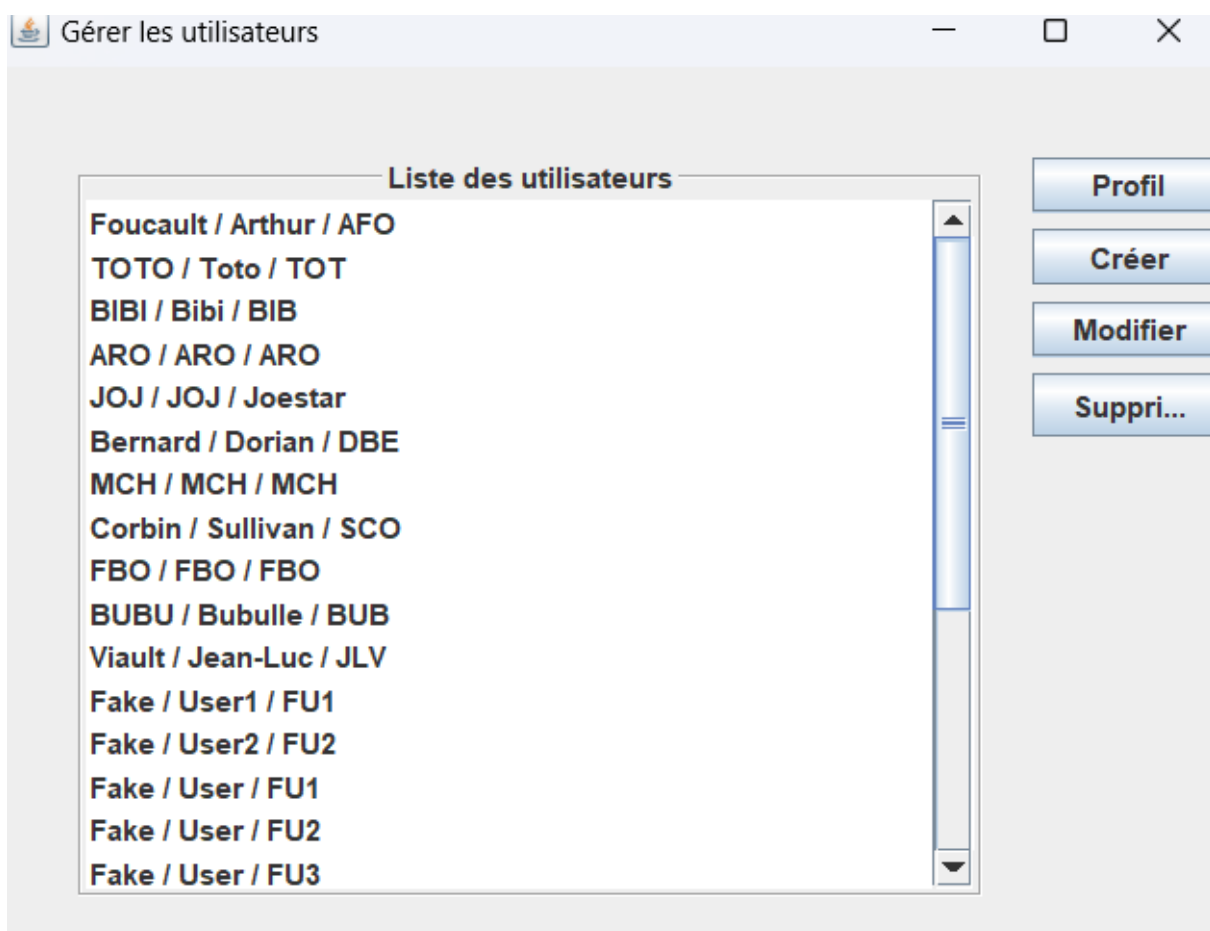 Gérer les utilisateurs
Liste des utilisateurs
Foucault / Arthur / AFO
TOTO / Toto / TOT
BIBI / Bibi / BIB
ARO / ARO / ARO
JOJ / JOJ / Joestar
Bernard / Dorian / DBE
MCH / MCH / MCH
Corbin / Sullivan / SCO
FBO / FBO / FBO
BUBU / Bubulle / BUB
Viault / Jean-Luc / JLV
Fake / User1 / FU1
Fake / User2 / FU2
Fake / User / FU1
Fake / User / FU2
Fake / User / FU3
Profil
Créer
Modifier
Suppri...